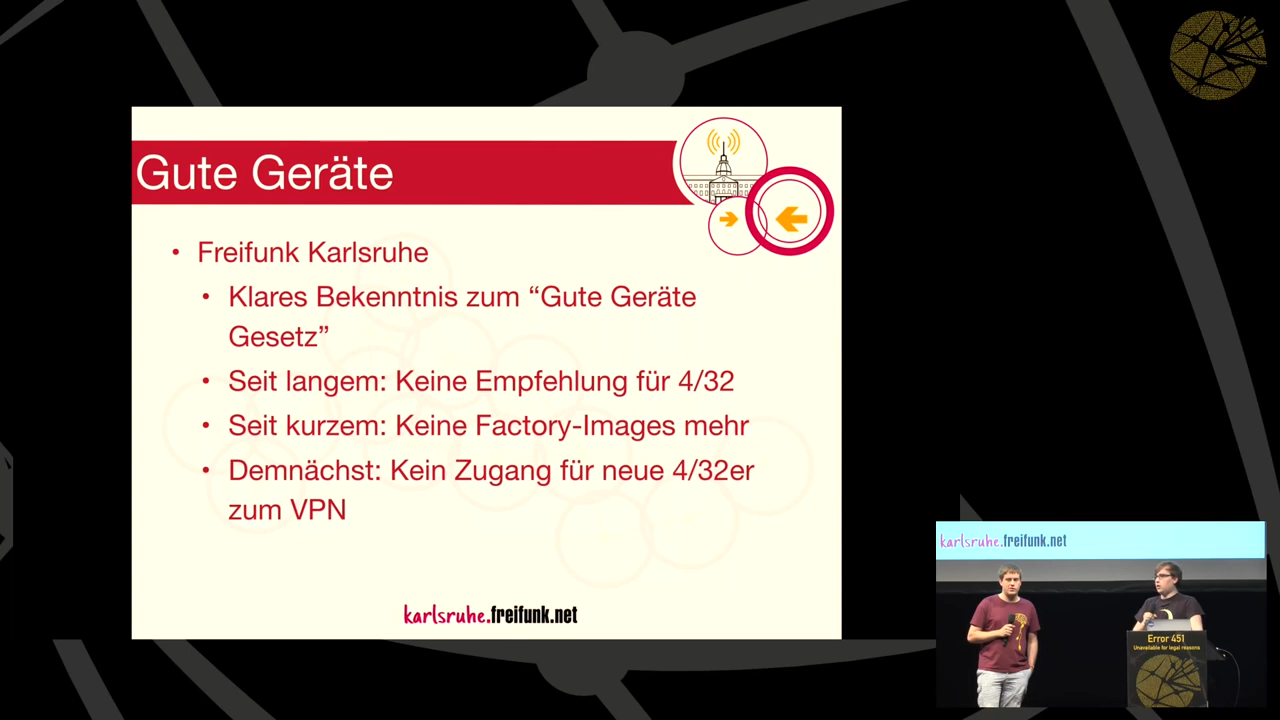 Gute Geräte
• Freifunk Karlsruhe
• Klares Bekenntnis zum “Gute Geräte
Gesetz”
• Seit langem: Keine Empfehlung für 4/32
• Seit kurzem: Keine Factory-Images mehr
• Demnächst: Kein Zugang für neue 4/32er
zum VPN
karlsruhe.freifunk.net
karlsruhe.freifunk.net
Error 451
Unavailable for legal reasons